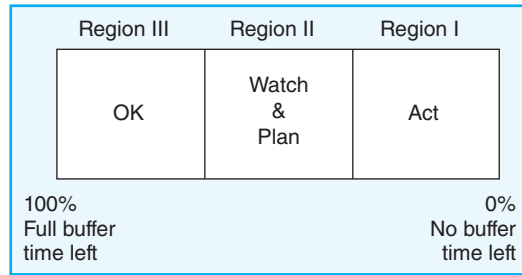 Region III Region II Region I
OK
Watch
&
Plan
Act
100%
Full buffer
time left
0%
No buffer
time left